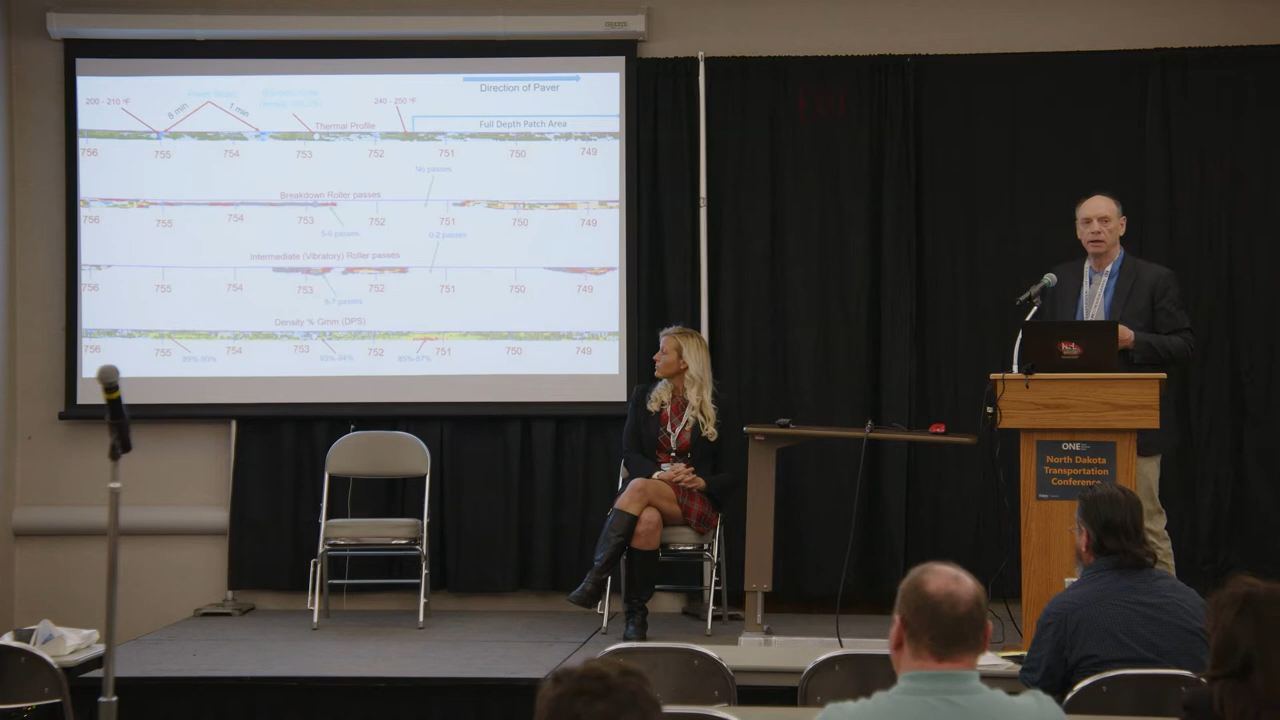 Direction of Paver
200 - 210 °F
8 min
1 min
240 - 250 °F
Thermal Profile
Full Depth Patch Area
756 755 754 753 752 751 750 749
No passes
Breakdown Roller passes
756 755 754 753 752 751 750 749
5-6 passes
0-2 passes
Intermediate (Vibratory) Roller passes
756 755 754 753 752 751 750 749
passes
Density % Gmm (DPS)
756 755 754 753 752 751 750 749
93%-94%
85%-87%
ONE
North Dakota
Transportation
Conference